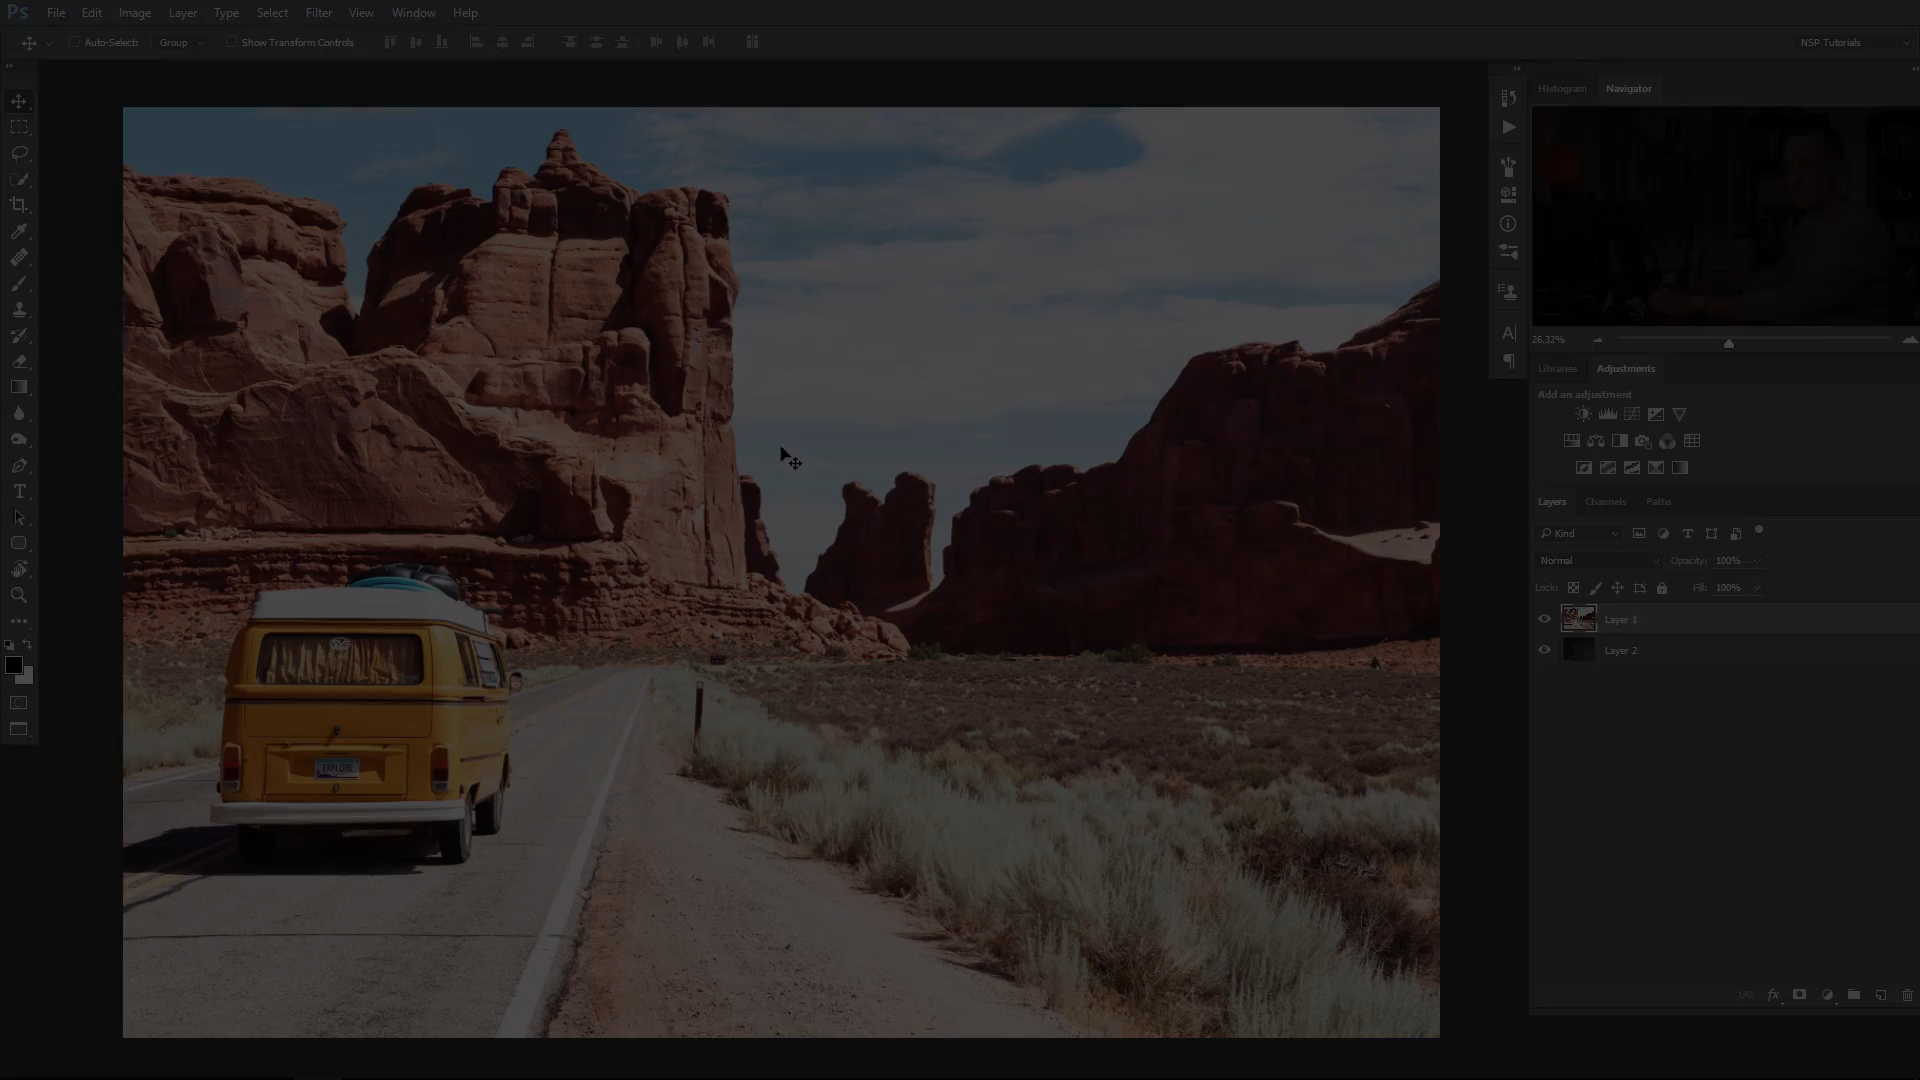 Ps File Edit Image Layer Type Select Filter View Window Help
Auto-Select: Group Show Transform Controls NSP Tutorials
Histogram Navigator
26.32%
Libraries Adjustments
Add an adjustment
Layers Channels Paths
Kind
Normal Opacity: 100%
Lock: Fill: 100%
Layer 1
Layer 2
fx
EXPLORE